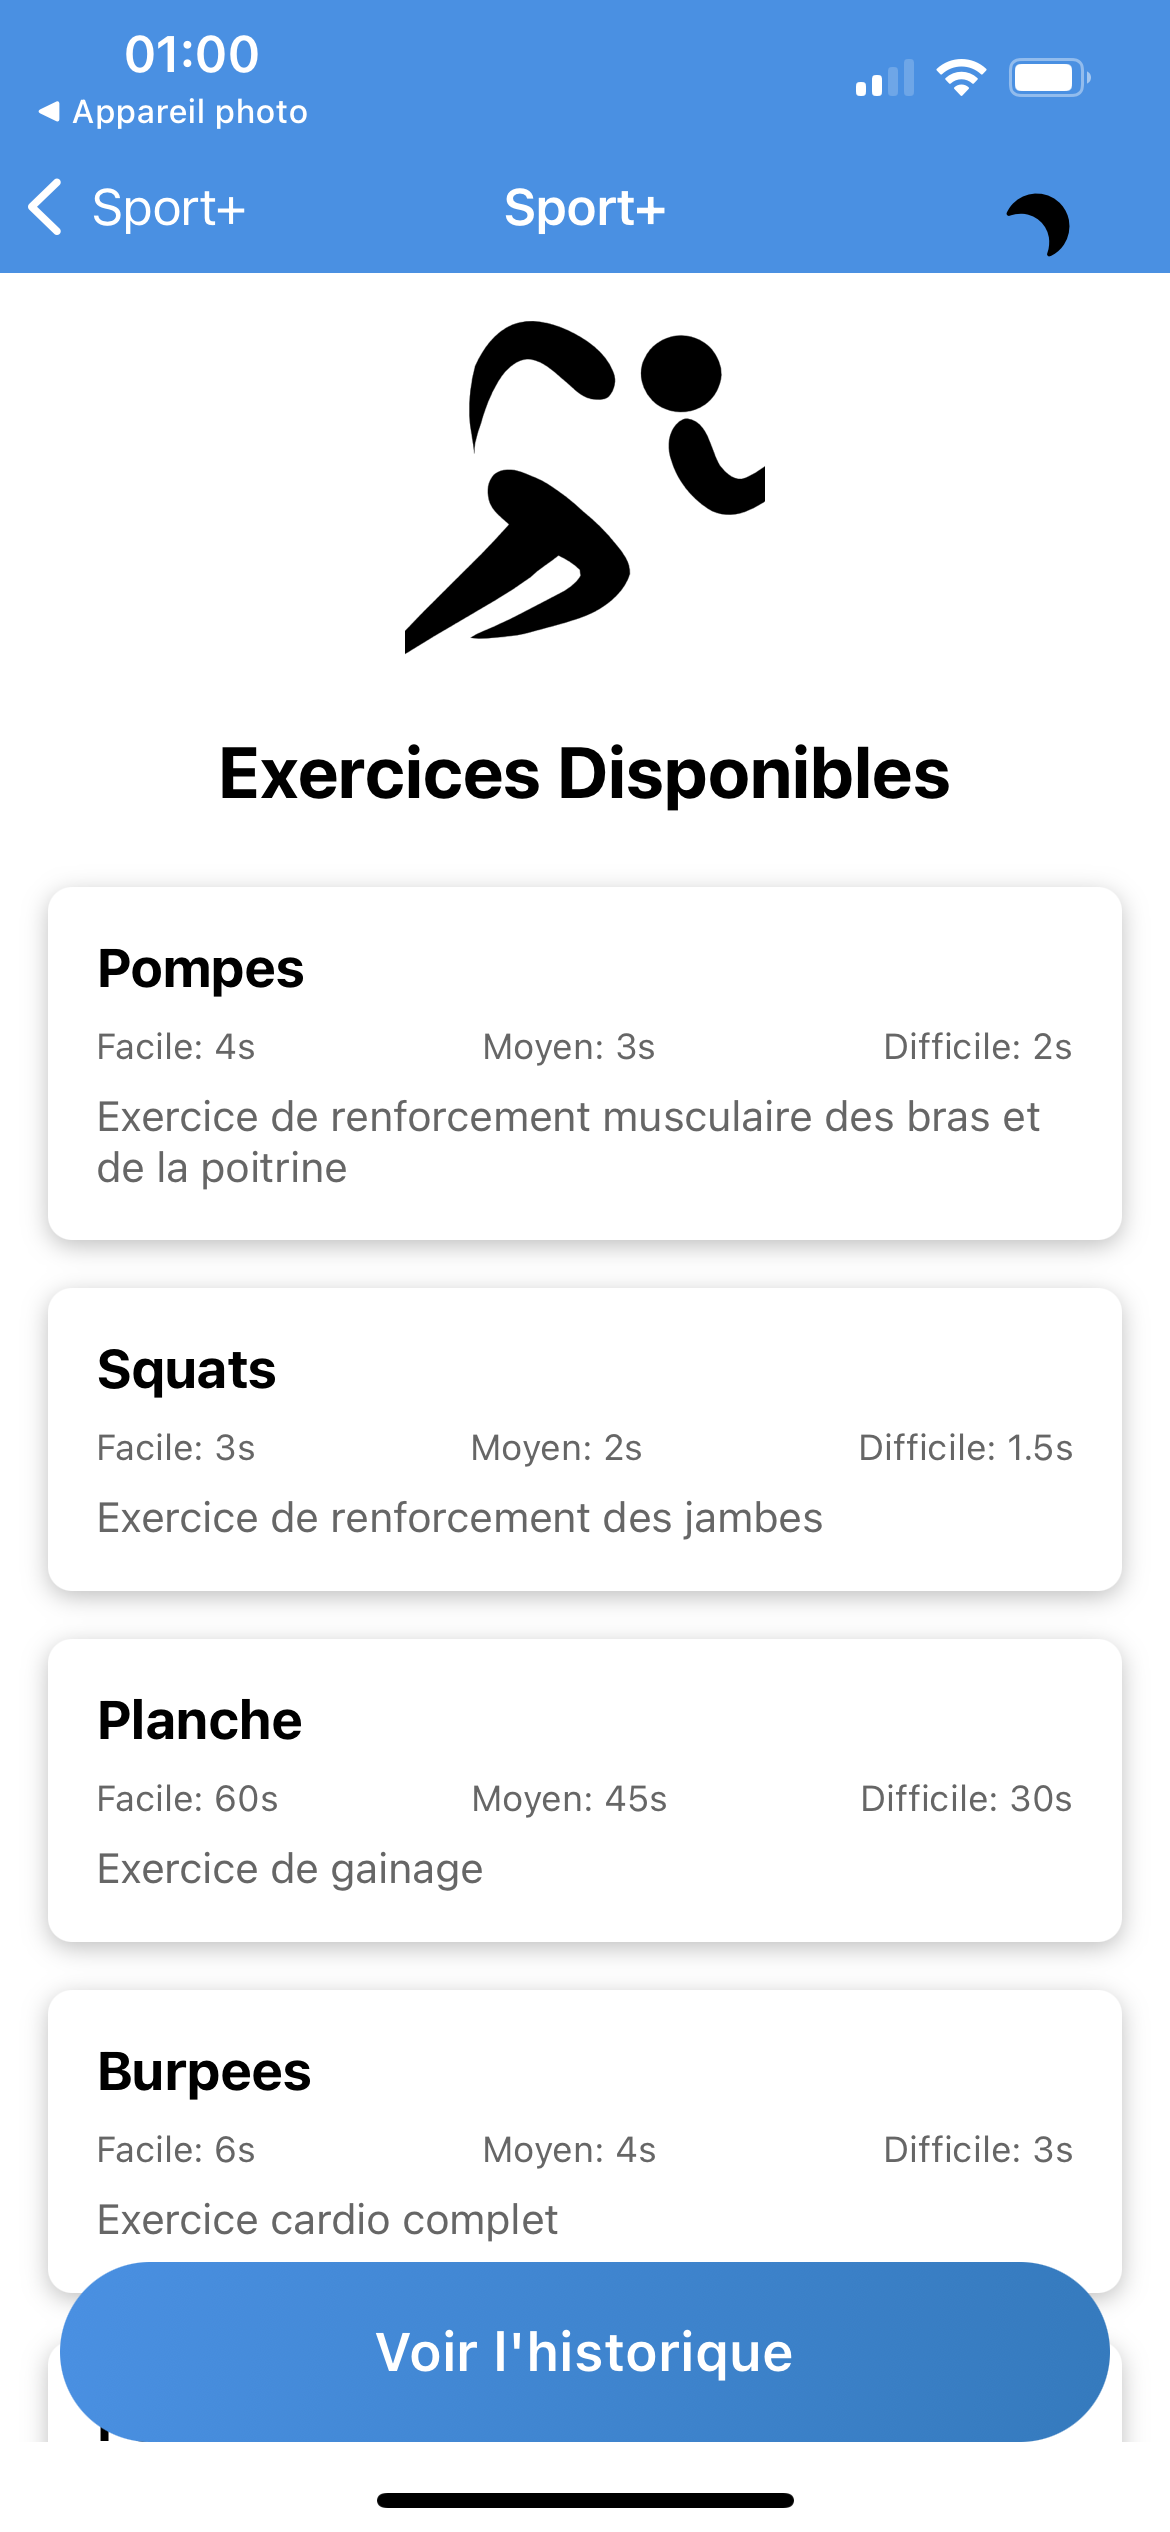 01:00
◀ Appareil photo
Sport+
Sport+
Exercices Disponibles
Pompes
Facile: 4s Moyen: 3s Difficile: 2s
Exercice de renforcement musculaire des bras et
de la poitrine
Squats
Facile: 3s Moyen: 2s Difficile: 1.5s
Exercice de renforcement des jambes
Planche
Facile: 60s Moyen: 45s Difficile: 30s
Exercice de gainage
Burpees
Facile: 6s Moyen: 4s Difficile: 3s
Exercice cardio complet
Voir l'historique